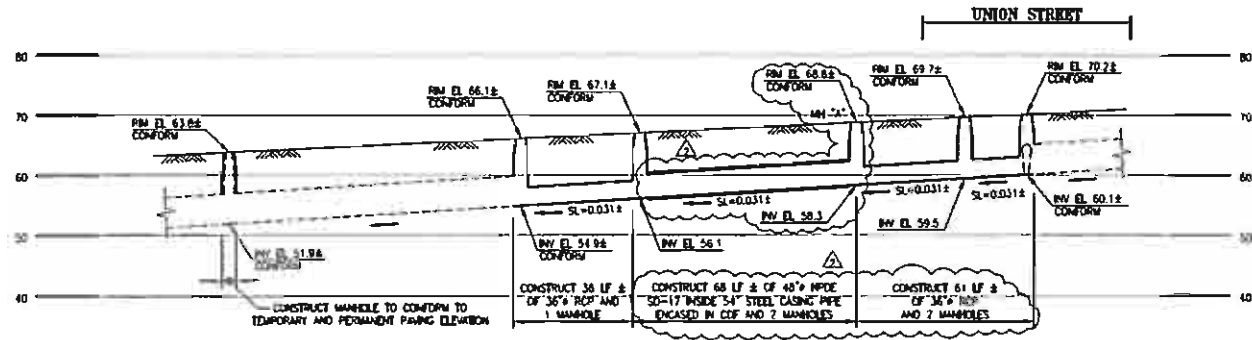 UNION STREET
80
80
RIM EL 70.2±
CONFORM
RIM EL 69.7±
CONFORM
RIM EL 68.8±
CONFORM
RIM EL 67.1±
CONFORM
RIM EL 66.1±
CONFORM
RIM EL 63.8±
CONFORM
MH "A"
70
70
2
60
60
SL=0.031±
SL=0.031±
SL=0.031±
SL=0.031±
INV EL 60.1±
CONFORM
INV EL 58.3
INV EL 59.5
INV EL 54.9±
CONFORM
INV EL 56.1
INV EL 51.9±
CONFORM
50
50
2
40
40
CONSTRUCT MANHOLE TO CONFORM TO
TEMPORARY AND PERMANENT PAVING ELEVATION
CONSTRUCT 38 LF ±
OF 36"ø RCP AND
1 MANHOLE
CONSTRUCT 68 LF ± OF 48"ø HPDE
SD-17 INSIDE 54" STEEL CASING PIPE
ENCASED IN CDF AND 2 MANHOLES
CONSTRUCT 61 LF ±
OF 36"ø RCP
AND 2 MANHOLES